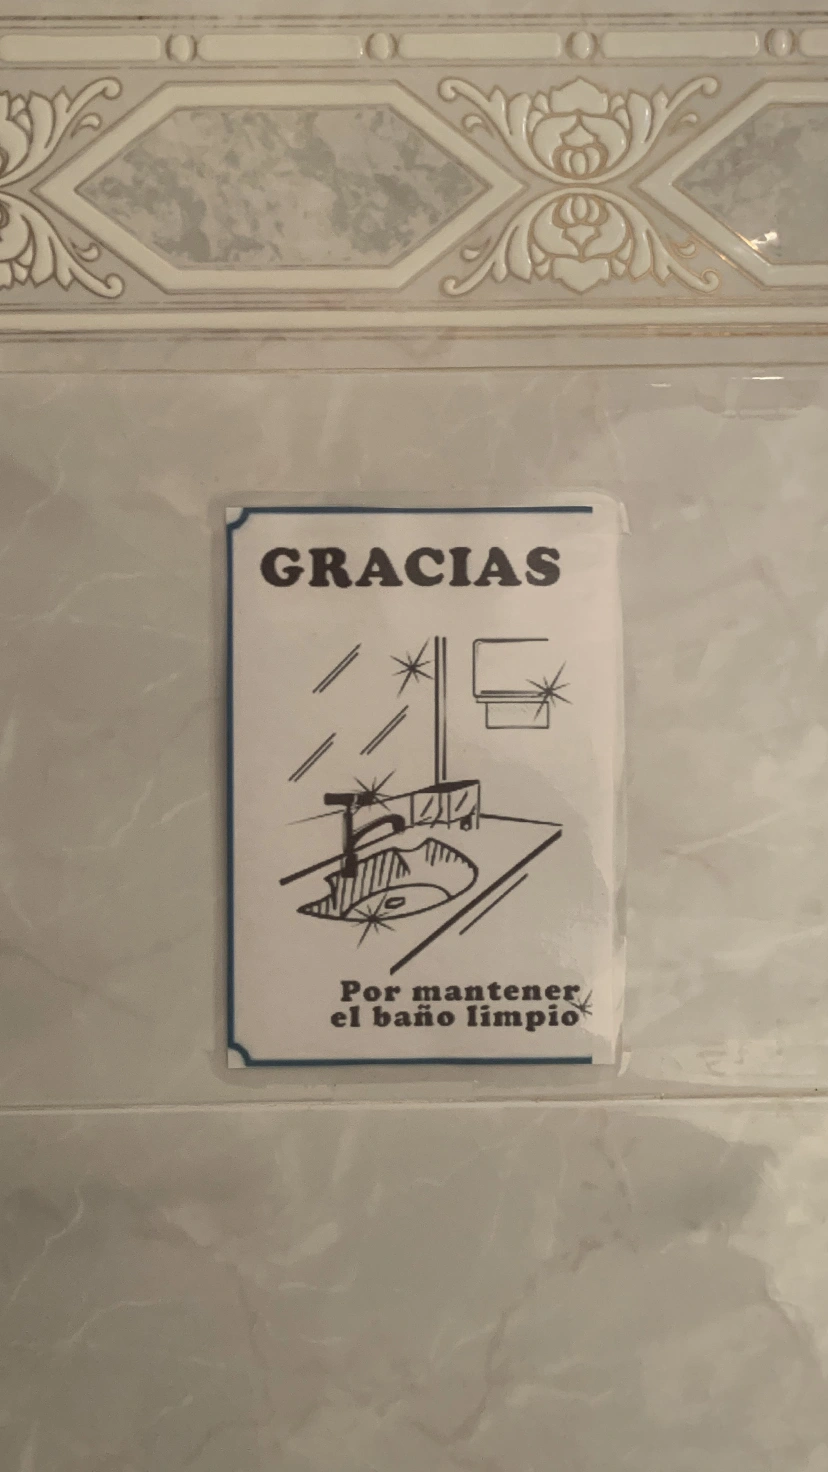 GRACIAS
Por mantener
el baño limpio